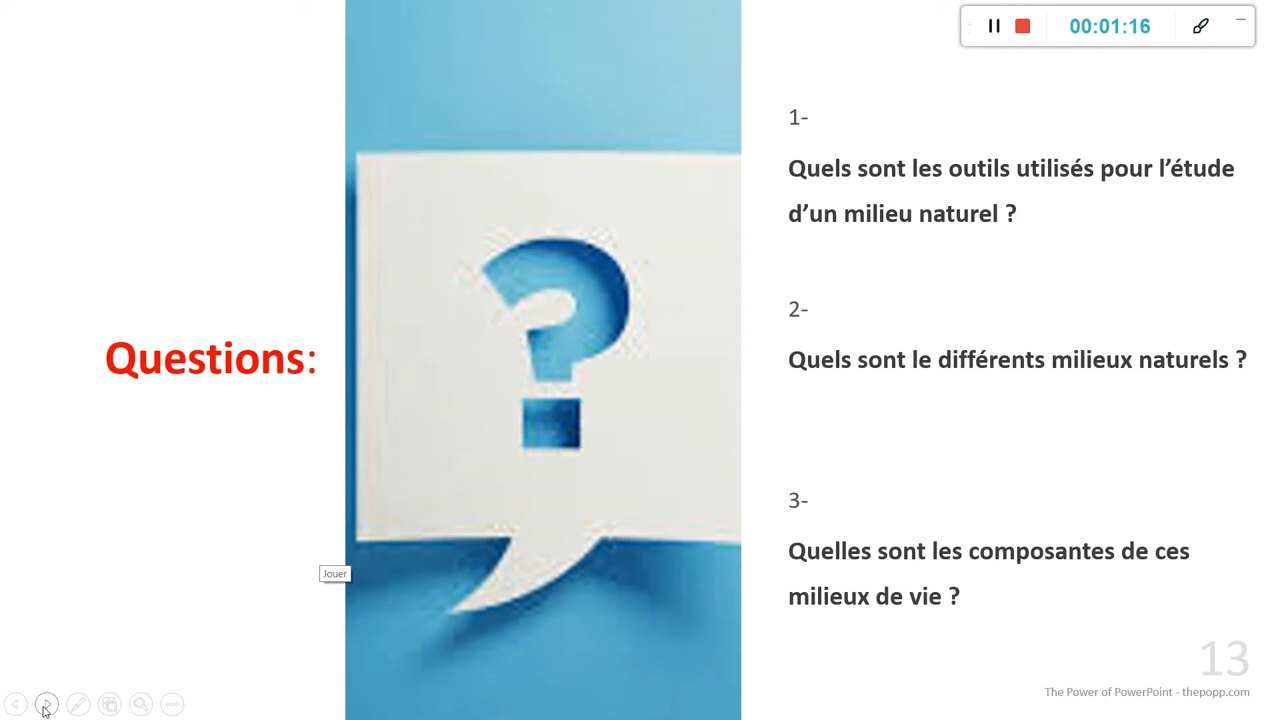 00:01:16
1-
Quels sont les outils utilisés pour l’étude
d’un milieu naturel ?
2-
Quels sont le différents milieux naturels ?
Questions:
3-
Quelles sont les composantes de ces
milieux de vie ?
Jouer
13
The Power of PowerPoint - thepopp.com